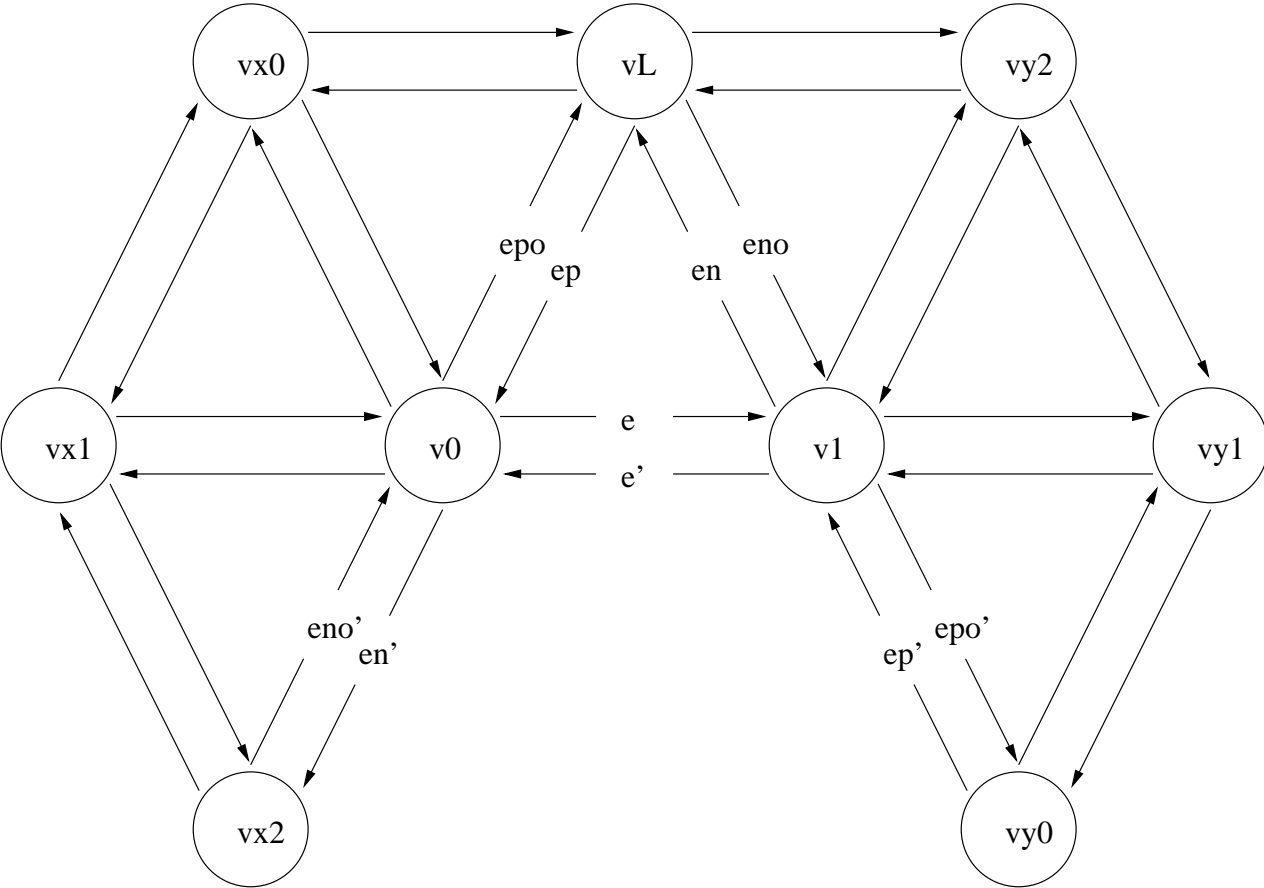 vx0 vL vy2
epo eno
ep en
vx1 v0 e v1 vy1
e’
eno’ epo’
en’ ep’
vx2 vy0